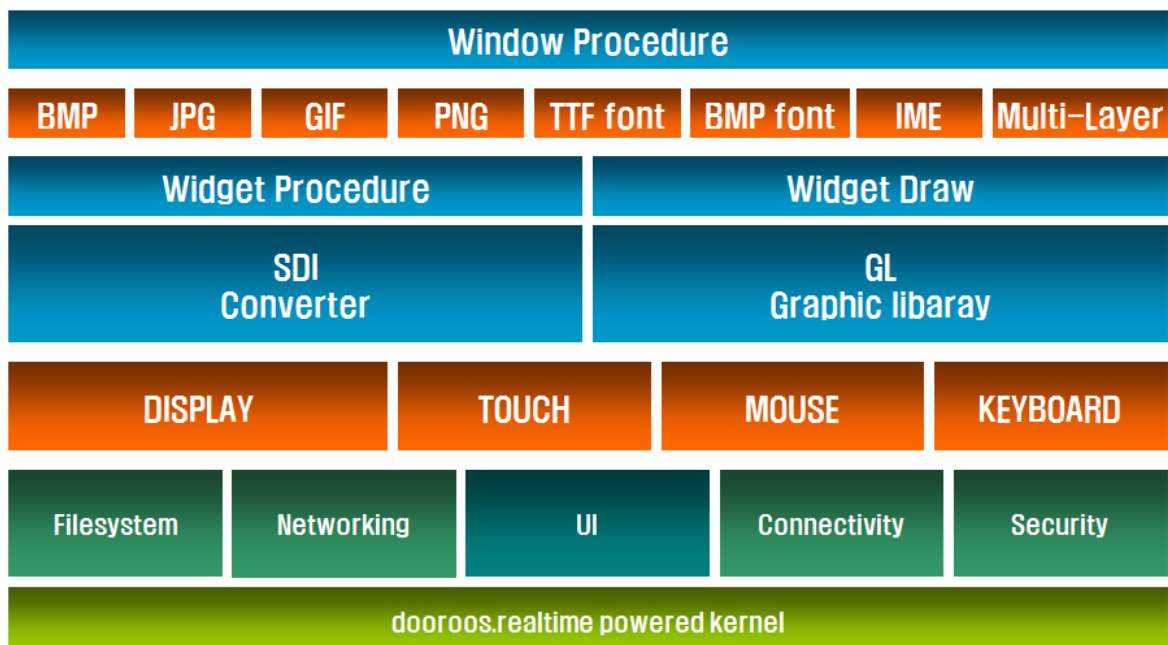 Window Procedure
BMP JPG GIF PNG TTF font BMP font IME Multi-Layer
Widget Procedure Widget Draw
SDI
Converter
GL
Graphic libaray
DISPLAY TOUCH MOUSE KEYBOARD
Filesystem Networking UI Connectivity Security
dooroos.realtime powered kernel